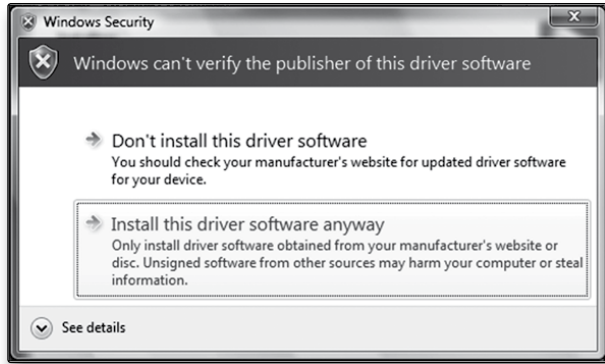 Windows Security
Windows can't verify the publisher of this driver software
Don't install this driver software
You should check your manufacturer's website for updated driver software
for your device.
Install this driver software anyway
Only install driver software obtained from your manufacturer's website or
disc. Unsigned software from other sources may harm your computer or steal
information.
See details